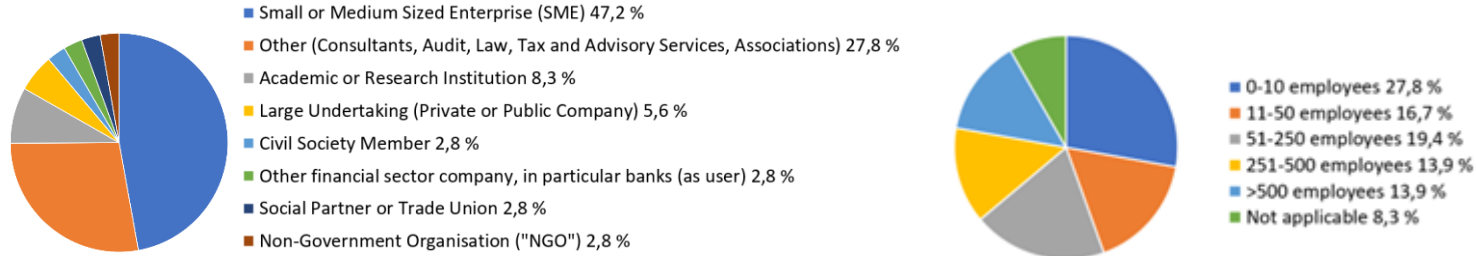 Small or Medium Sized Enterprise (SME) 47,2 %
Other (Consultants, Audit, Law, Tax and Advisory Services, Associations) 27,8 %
Academic or Research Institution 8,3 %
Large Undertaking (Private or Public Company) 5,6 %
Civil Society Member 2,8 %
Other financial sector company, in particular banks (as user) 2,8 %
Social Partner or Trade Union 2,8 %
Non-Government Organisation ("NGO") 2,8 %
0-10 employees 27,8 %
11-50 employees 16,7 %
51-250 employees 19,4 %
251-500 employees 13,9 %
>500 employees 13,9 %
Not applicable 8,3 %